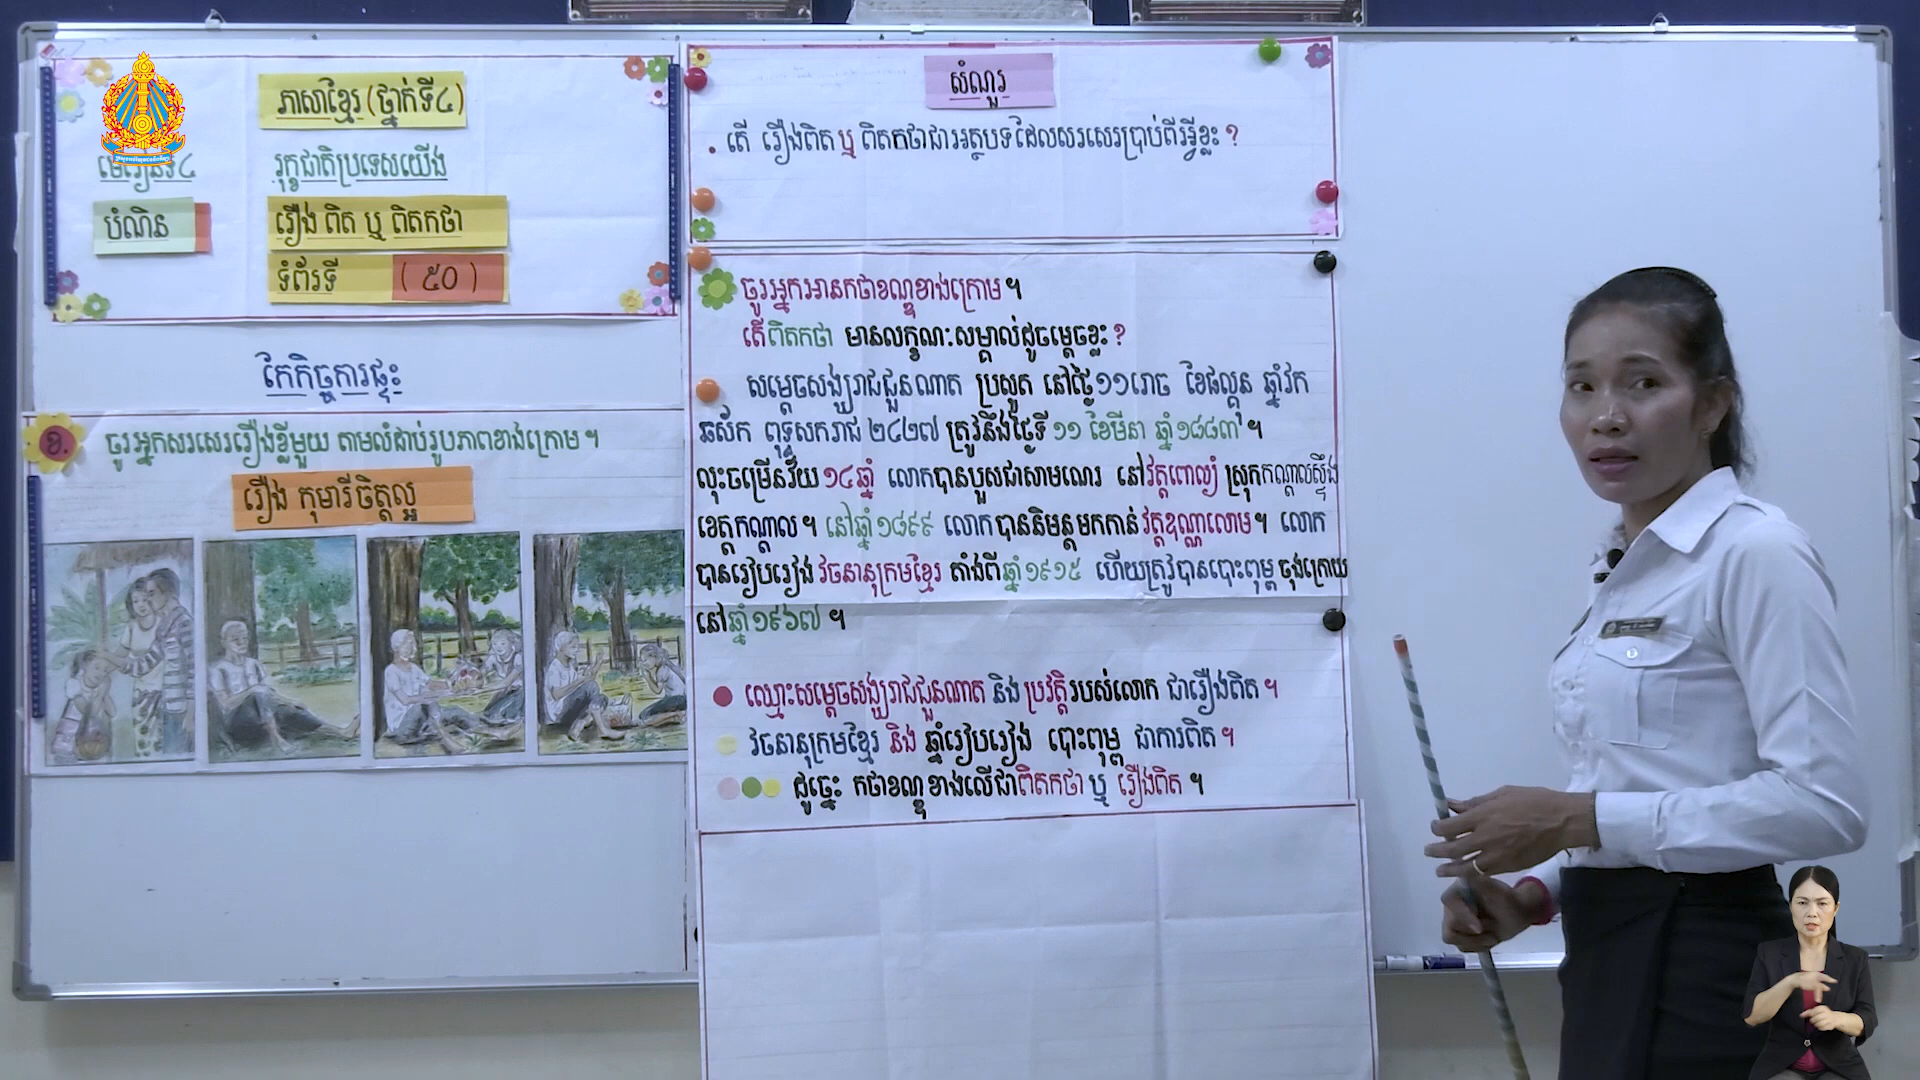 ភាសាខ្មែរ (ថ្នាក់ទី៤)
មេរៀនទី៤
រុក្ខជាតិប្រទេសយើង
បំណិន
រឿង ពិត ឬ ពិតកថា
ទំព័រទី (៥០)
កែកិច្ចការផ្ទះ
ខ. ចូរអ្នកសរសេររឿងខ្លីមួយ តាមលំដាប់រូបភាពខាងក្រោម។
រឿង កុមារីចិត្តល្អ
សំណួរ
. តើ រឿងពិត ឬ ពិតកថាជាអត្ថបទដែលសរសេរប្រាប់ពីអ្វីខ្លះ ?
ចូរអ្នកអានកថាខណ្ឌខាងក្រោម។
តើពិតកថា មានលក្ខណៈសម្គាល់ដូចម្ដេចខ្លះ ?
សម្ដេចសង្ឃរាជជួនណាត ប្រសូត នៅថ្ងៃ១១រោច ខែផល្គុន ឆ្នាំវក
ឆស័ក ពុទ្ធសករាជ ២៤២៧ ត្រូវនឹងថ្ងៃទី ១១ ខែមីនា ឆ្នាំ១៨៨៣ ។
លុះចម្រើនវ័យ ១៤ឆ្នាំ លោកបានបួសជាសាមណេរ នៅវត្តពោល្យំ ស្រុកកណ្ដាលស្ទឹង
ខេត្តកណ្ដាល ។ នៅឆ្នាំ១៨៩៩ លោកបាននិមន្តមកកាន់ វត្តឧណ្ណាលោម។ លោក
បានរៀបរៀង វចនានុក្រមខ្មែរ តាំងពីឆ្នាំ១៩១៥ ហើយត្រូវបានបោះពុម្ព ចុងក្រោយ
នៅឆ្នាំ១៩៦៧ ។
ឈ្មោះសម្ដេចសង្ឃរាជជួនណាត និង ប្រវត្តិរបស់លោក ជារឿងពិត ។
វចនានុក្រមខ្មែរ និង ឆ្នាំរៀបរៀង បោះពុម្ព ជាការពិត ។
ដូច្នេះ កថាខណ្ឌខាងលើជាពិតកថា ឬ រឿងពិត ។